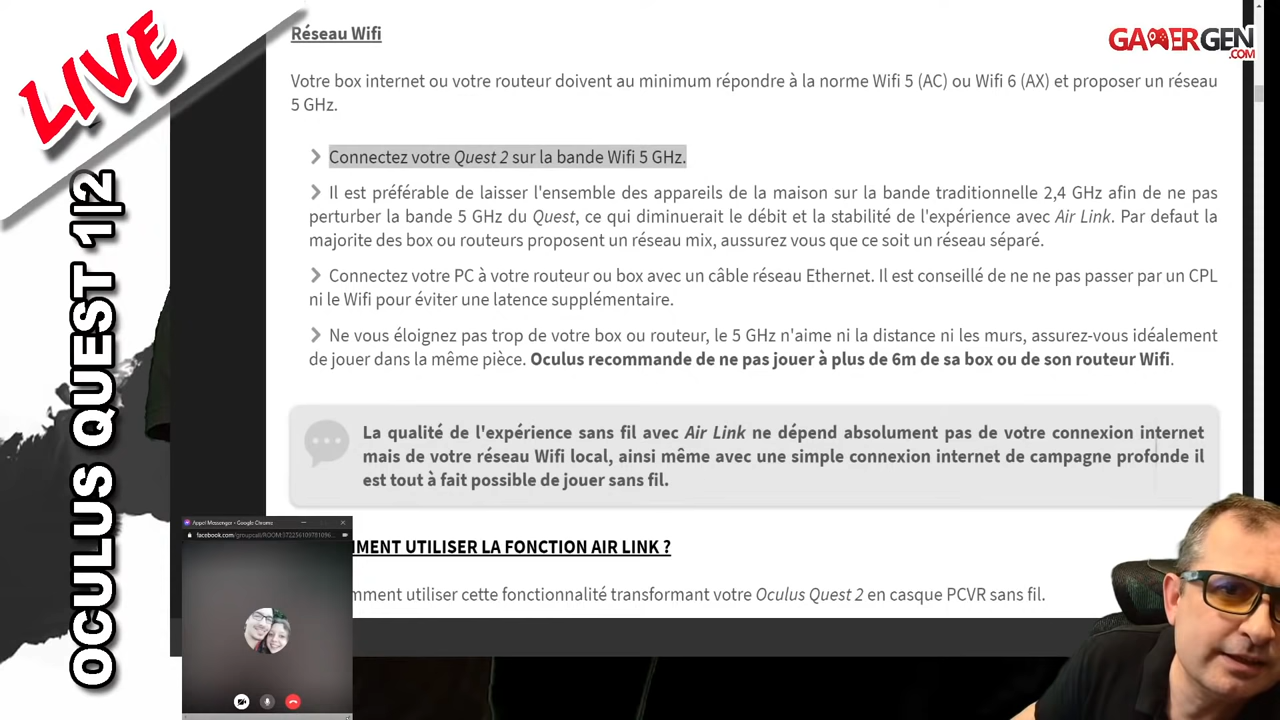 LIVE
OCULUS QUEST 1|2
GAMERGEN
.COM
Réseau Wifi
Votre box internet ou votre routeur doivent au minimum répondre à la norme Wifi 5 (AC) ou Wifi 6 (AX) et proposer un réseau
5 GHz.
Connectez votre Quest 2 sur la bande Wifi 5 GHz.
Il est préférable de laisser l'ensemble des appareils de la maison sur la bande traditionnelle 2,4 GHz afin de ne pas
perturber la bande 5 GHz du Quest, ce qui diminuerait le débit et la stabilité de l'expérience avec Air Link. Par defaut la
majorite des box ou routeurs proposent un réseau mix, aussurez vous que ce soit un réseau séparé.
Connectez votre PC à votre routeur ou box avec un câble réseau Ethernet. Il est conseillé de ne ne pas passer par un CPL
ni le Wifi pour éviter une latence supplémentaire.
Ne vous éloignez pas trop de votre box ou routeur, le 5 GHz n'aime ni la distance ni les murs, assurez-vous idéalement
de jouer dans la même pièce. Oculus recommande de ne pas jouer à plus de 6m de sa box ou de son routeur Wifi.
La qualité de l'expérience sans fil avec Air Link ne dépend absolument pas de votre connexion internet
mais de votre réseau Wifi local, ainsi même avec une simple connexion internet de campagne profonde il
est tout à fait possible de jouer sans fil.
Appel Messenger - Google Chrome
facebook.com/groupcall/ROOM:
MMENT UTILISER LA FONCTION AIR LINK ?
mment utiliser cette fonctionnalité transformant votre Oculus Quest 2 en casque PCVR sans fil.